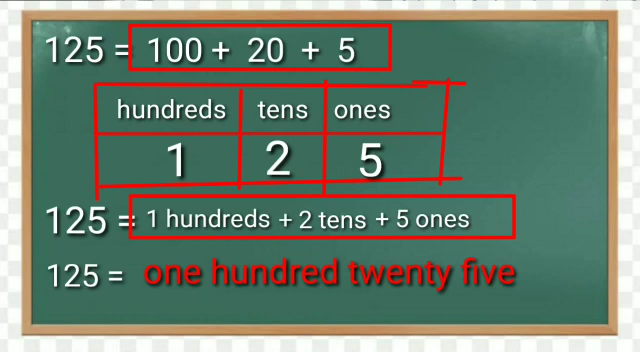 125 = 100 + 20 + 5
hundreds tens ones
1 2 5
125 = 1 hundreds + 2 tens + 5 ones
125 = one hundred twenty five